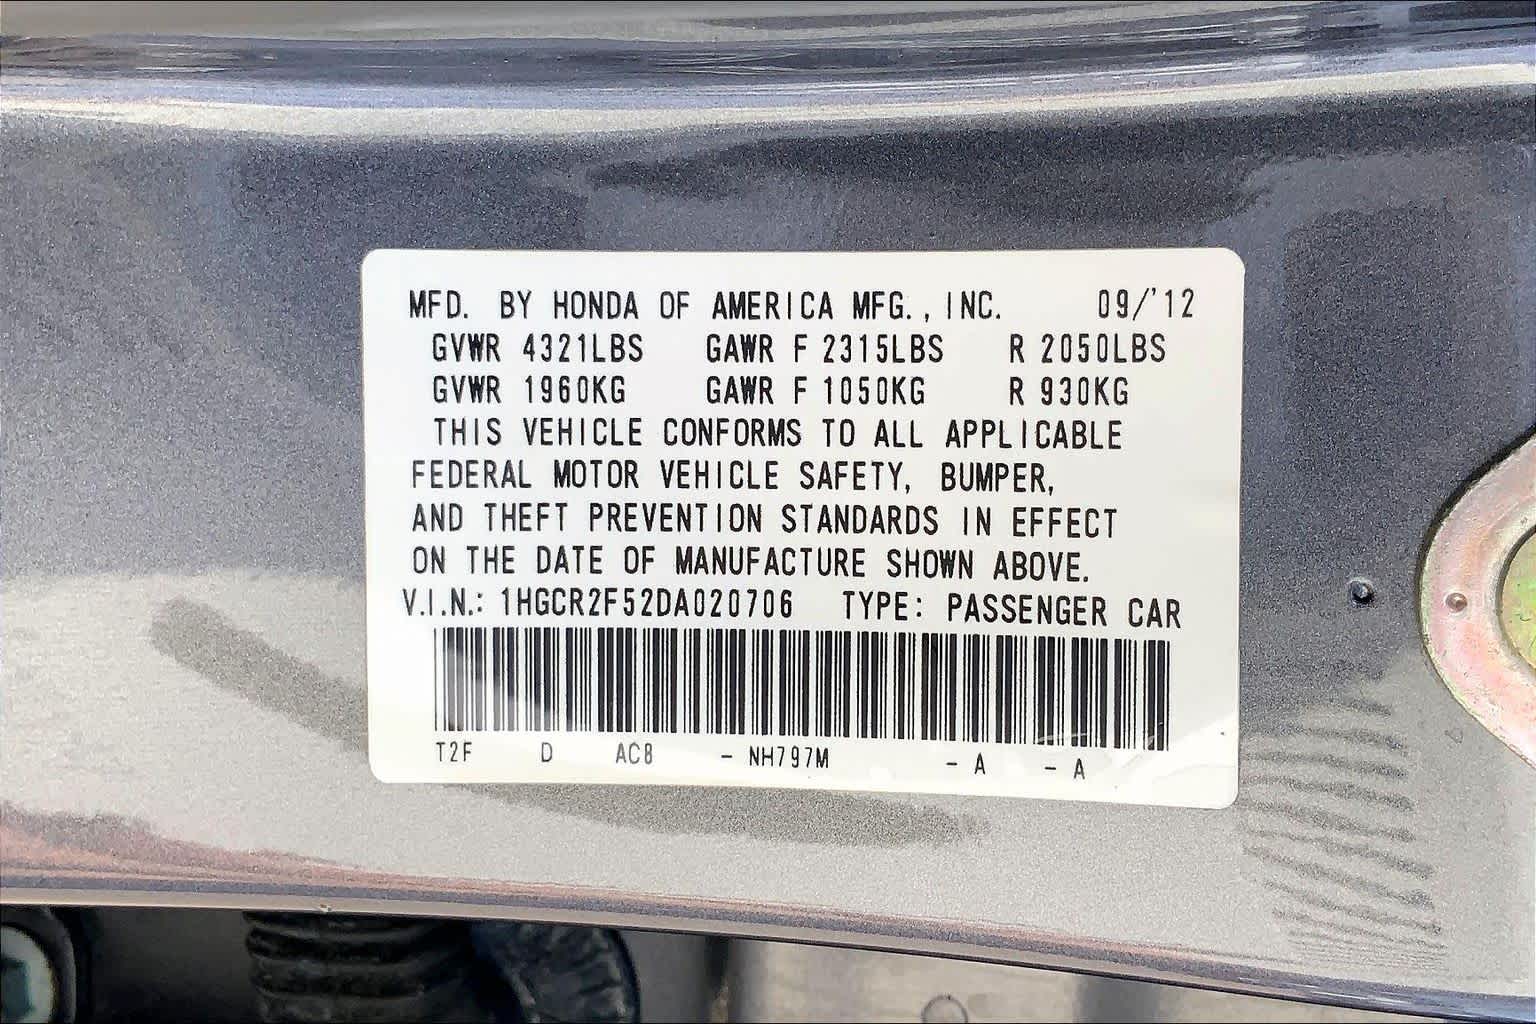 MFD. BY HONDA OF AMERICA MFG., INC. 09/'12
GVWR 4321LBS GAWR F 2315LBS R 2050LBS
GVWR 1960KG GAWR F 1050KG R 930KG
THIS VEHICLE CONFORMS TO ALL APPLICABLE
FEDERAL MOTOR VEHICLE SAFETY, BUMPER,
AND THEFT PREVENTION STANDARDS IN EFFECT
ON THE DATE OF MANUFACTURE SHOWN ABOVE.
V.I.N.: 1HGCR2F52DA020706 TYPE: PASSENGER CAR
T2F D AC8 - NH797M - A - A